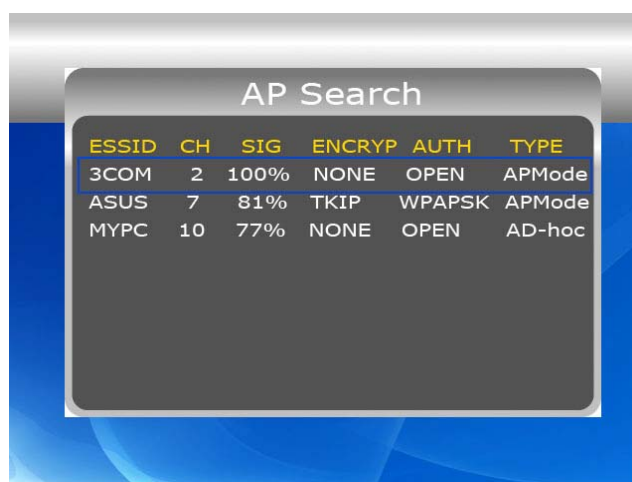 AP Search
ESSID CH SIG ENCRYP AUTH TYPE
3COM 2 100% NONE OPEN APMode
ASUS 7 81% TKIP WPAPSK APMode
MYPC 10 77% NONE OPEN AD-hoc